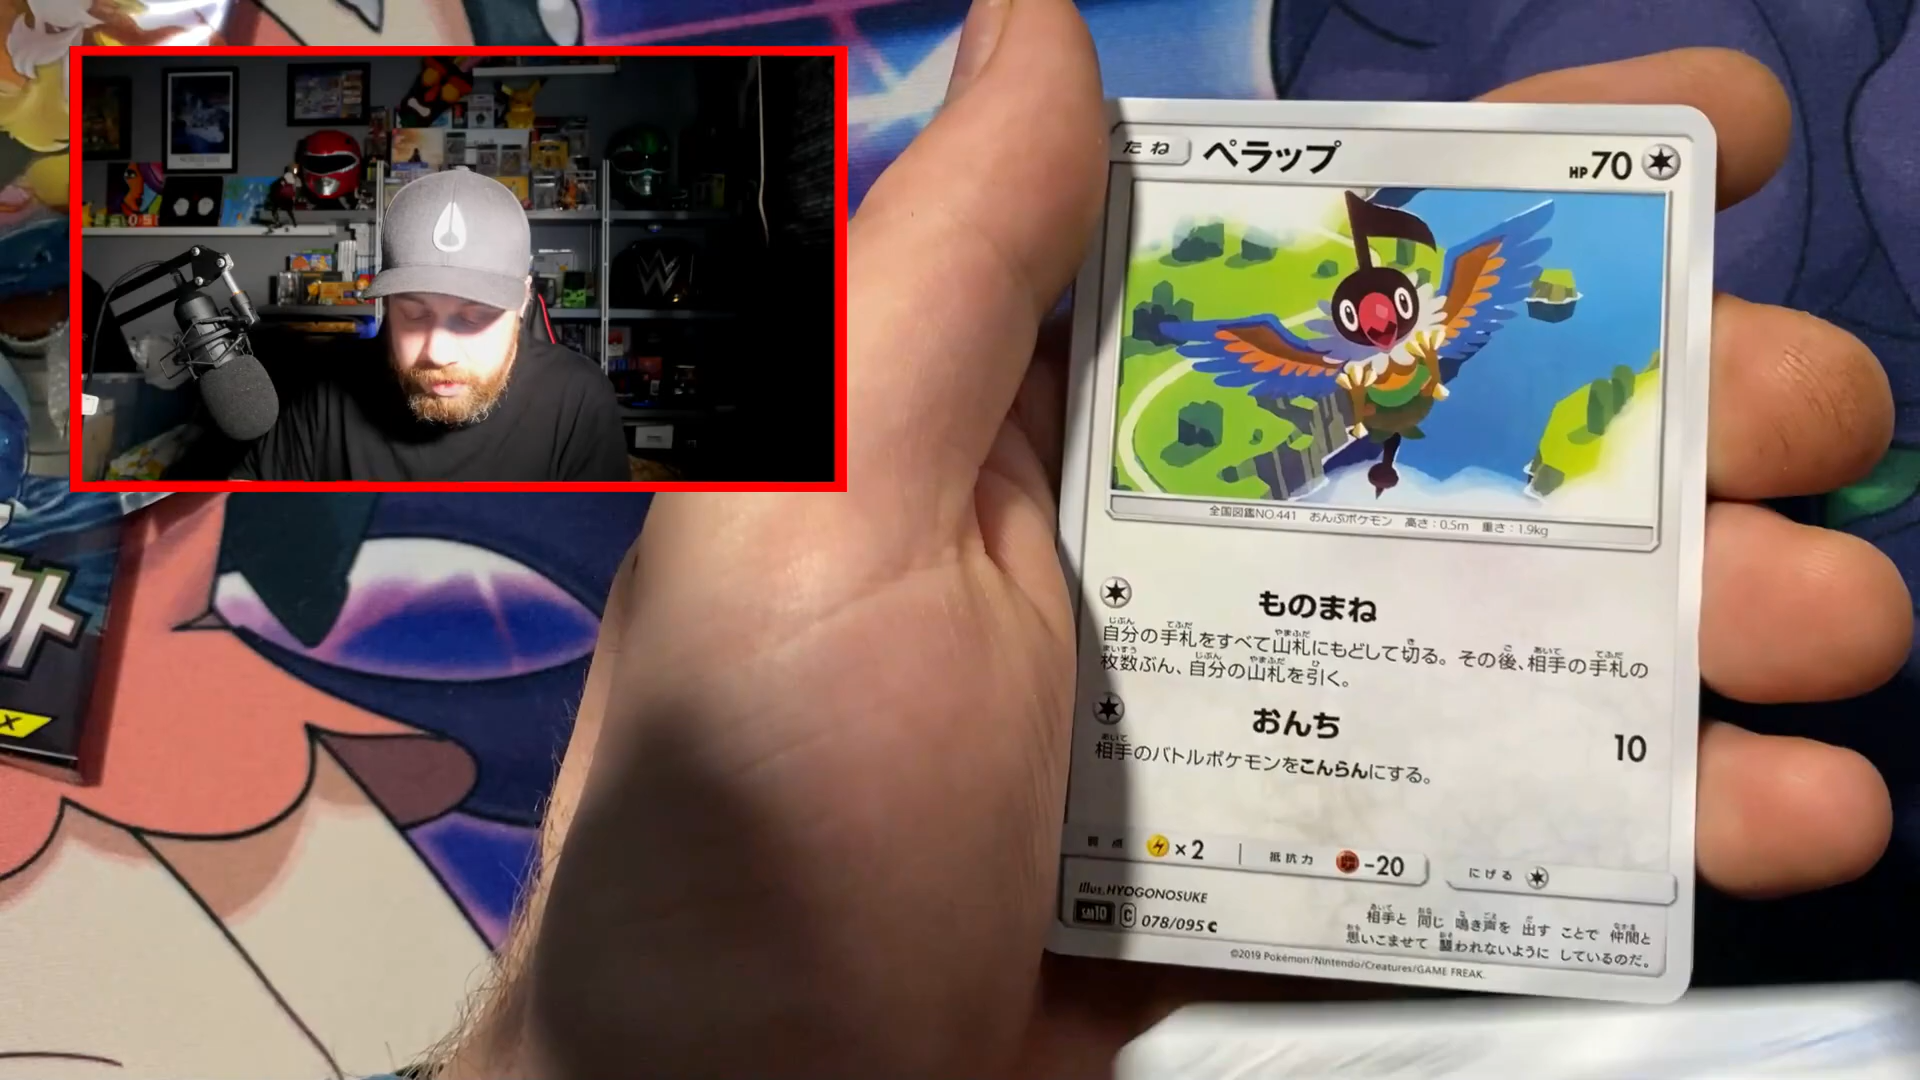 たね ペラップ HP70
全国図鑑NO.441 おんぷポケモン 高さ:0.5m 重さ:1.9kg
ものまね
自分の手札をすべて山札にもどして切る。その後、相手の手札の
枚数ぶん、自分の山札を引く。
おんち 10
相手のバトルポケモンをこんらんにする。
弱点 ×2 抵抗力 -20 にげる
illus.HYOGONOSUKE
SM10 C 078/095 C
相手と 同じ 鳴き声を 出す ことで 仲間と
思いこませて 襲われないように しているのだ。
©2019 Pokémon/Nintendo/Creatures/GAME FREAK.
W